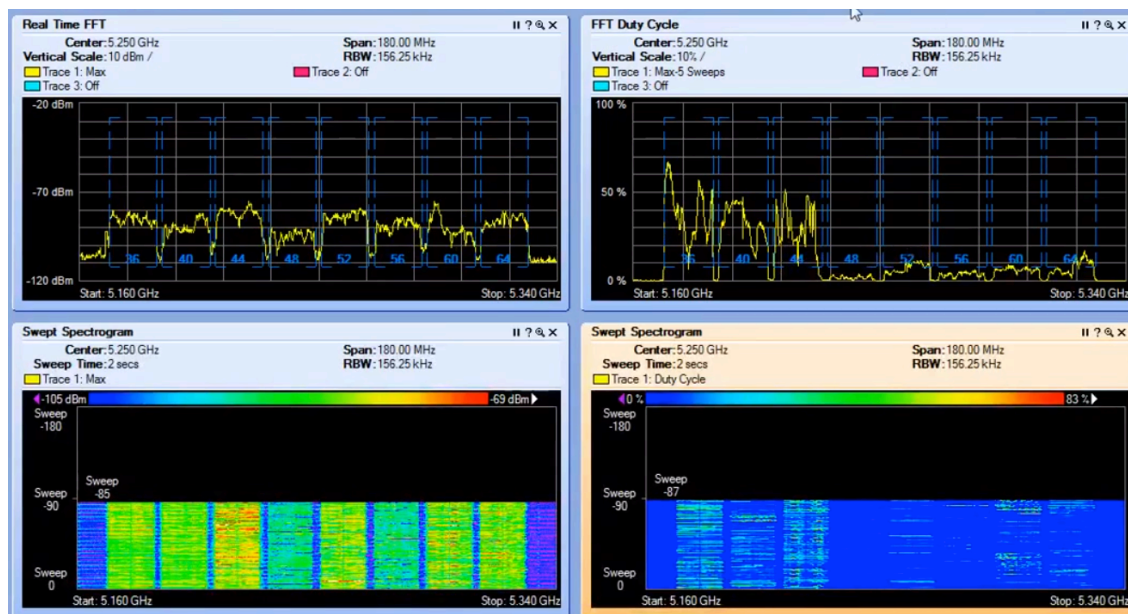 Real Time FFT
Center: 5.250 GHz Span: 180.00 MHz
Vertical Scale: 10 dBm / RBW: 156.25 kHz
Trace 1: Max Trace 2: Off
Trace 3: Off
-20 dBm
-70 dBm
36 40 44 48 52 56 60 64
-120 dBm
Start: 5.160 GHz Stop: 5.340 GHz
FFT Duty Cycle
Center: 5.250 GHz Span: 180.00 MHz
Vertical Scale: 10% / RBW: 156.25 kHz
Trace 1: Max-5 Sweeps Trace 2: Off
Trace 3: Off
100 %
50 %
36 40 44 48 52 56 60 64
0 %
Start: 5.160 GHz Stop: 5.340 GHz
Swept Spectrogram
Center: 5.250 GHz Span: 180.00 MHz
Sweep Time: 2 secs RBW: 156.25 kHz
Trace 1: Max
-105 dBm -69 dBm
Sweep
-180
Sweep
-85
Sweep
-90
Sweep
0
Start: 5.160 GHz Stop: 5.340 GHz
Swept Spectrogram
Center: 5.250 GHz Span: 180.00 MHz
Sweep Time: 2 secs RBW: 156.25 kHz
Trace 1: Duty Cycle
0 % 83 %
Sweep
-180
Sweep
-87
Sweep
-90
Sweep
0
Start: 5.160 GHz Stop: 5.340 GHz